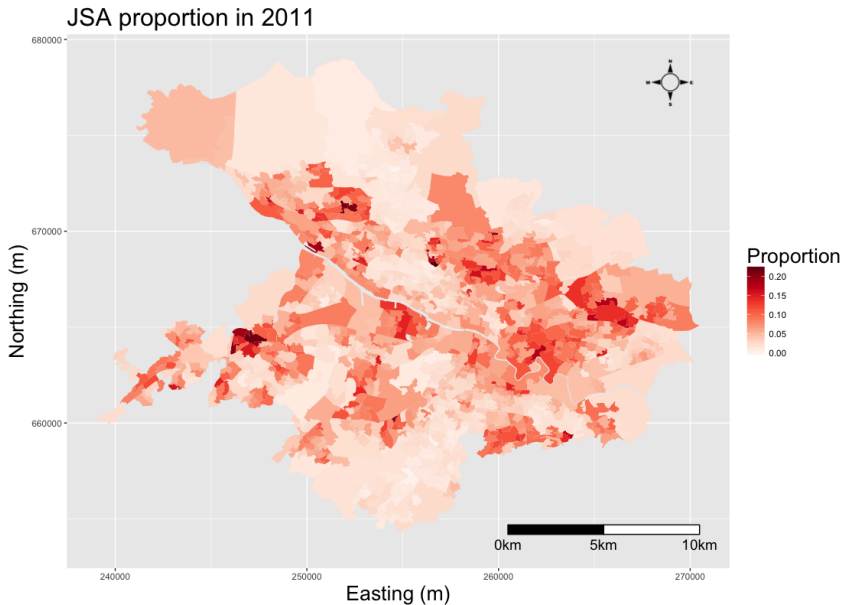 JSA proportion in 2011
680000
670000
660000
Northing (m)
240000
250000
260000
270000
Easting (m)
N
W
E
S
Proportion
0.20
0.15
0.10
0.05
0.00
0km
5km
10km